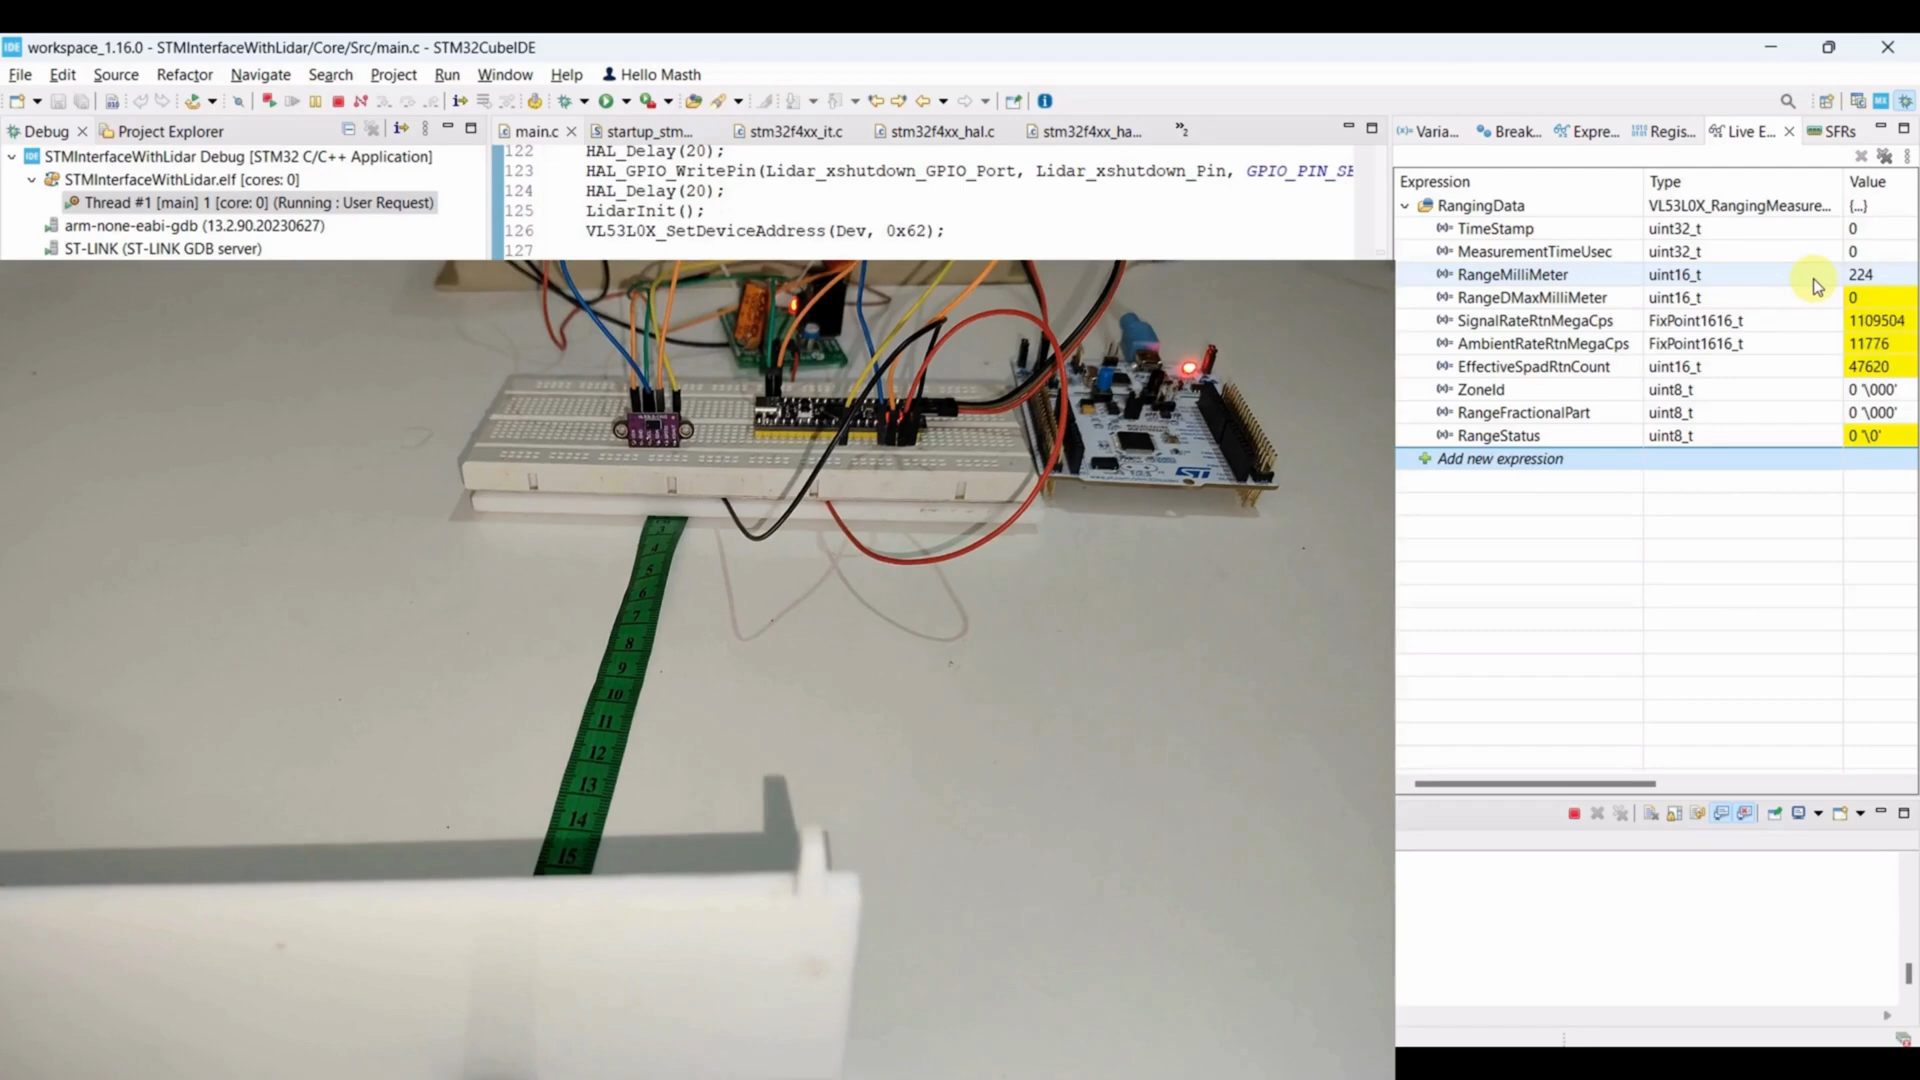 IDE workspace_1.16.0 - STMInterfaceWithLidar/Core/Src/main.c - STM32CubeIDE
File Edit Source Refactor Navigate Search Project Run Window Help Hello Masth
Debug Project Explorer
STMInterfaceWithLidar Debug [STM32 C/C++ Application]
STMInterfaceWithLidar.elf [cores: 0]
Thread #1 [main] 1 [core: 0] (Running : User Request)
arm-none-eabi-gdb (13.2.90.20230627)
ST-LINK (ST-LINK GDB server)
main.c startup_stm... stm32f4xx_it.c stm32f4xx_hal.c stm32f4xx_ha... »2
122 HAL_Delay(20);
123 HAL_GPIO_WritePin(Lidar_xshutdown_GPIO_Port, Lidar_xshutdown_Pin, GPIO_PIN_SE
124 HAL_Delay(20);
125 LidarInit();
126 VL53L0X_SetDeviceAddress(Dev, 0x62);
127
Varia... Break... Expre... Regis... Live E... SFRs
Expression Type Value
RangingData VL53L0X_RangingMeasure... {...}
TimeStamp uint32_t 0
MeasurementTimeUsec uint32_t 0
RangeMilliMeter uint16_t 224
RangeDMaxMilliMeter uint16_t 0
SignalRateRtnMegaCps FixPoint1616_t 1109504
AmbientRateRtnMegaCps FixPoint1616_t 11776
EffectiveSpadRtnCount uint16_t 47620
ZoneId uint8_t 0 '\000'
RangeFractionalPart uint8_t 0 '\000'
RangeStatus uint8_t 0 '\0'
Add new expression
3
4
5
6
7
8
9
10
11
12
13
14
15
ST